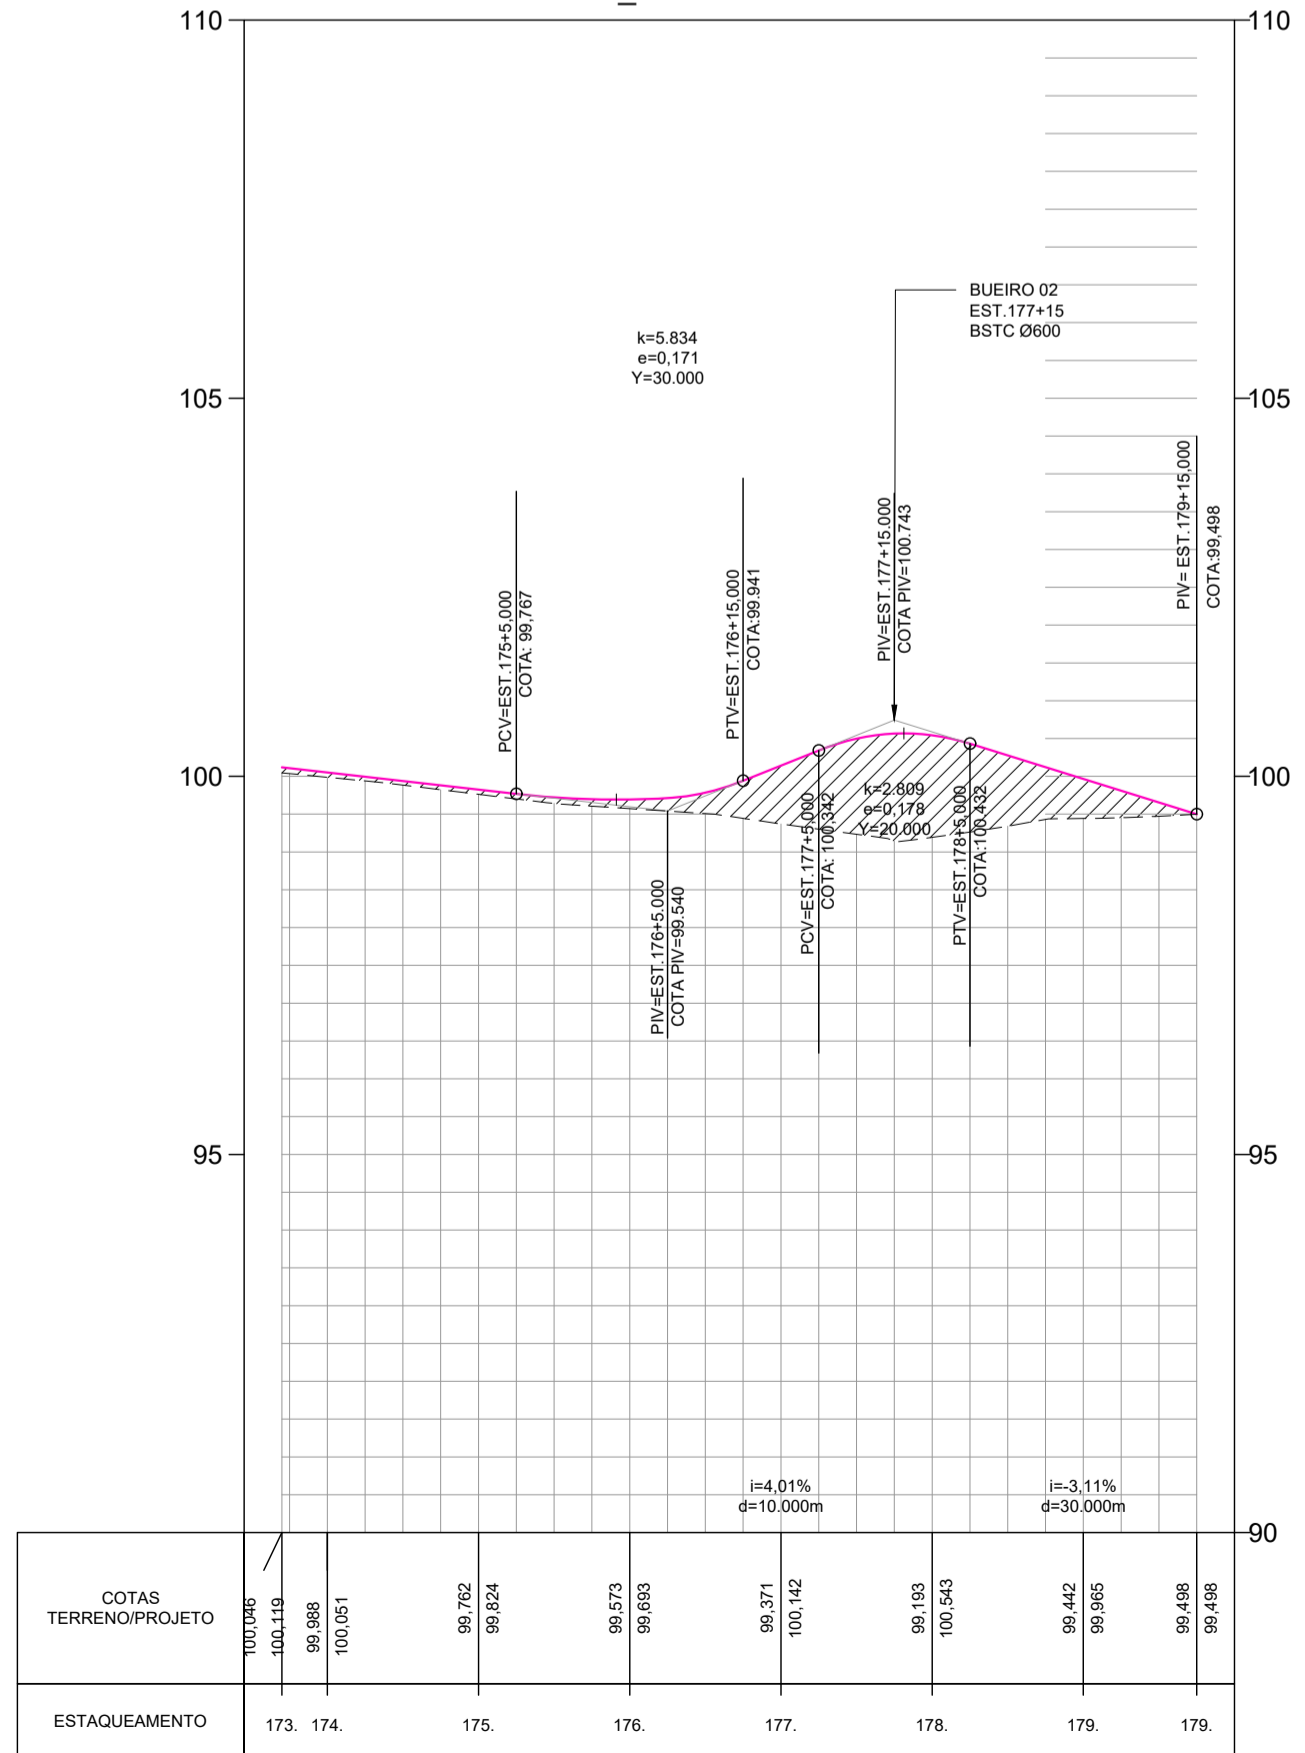 110
110
BUEIRO 02
EST.177+15
BSTC Ø600
k=5.834
e=0,171
Y=30.000
105
105
PCV=EST.175+5,000
COTA: 99,767
PTV=EST.176+15,000
COTA:99.941
PIV=EST.177+15.000
COTA PIV=100.743
PIV= EST.179+15,000
COTA:99,498
100
100
k=2.809
e=0,178
Y=20.000
PIV=EST.176+5.000
COTA PIV=99.540
PCV=EST.177+5,000
COTA: 100,342
PTV=EST.178+5,000
COTA:100.432
95
95
i=4,01%
d=10.000m
i=-3,11%
d=30.000m
90
COTAS
TERRENO/PROJETO
100,046
100,119
99,988
100,051
99,762
99,824
99,573
99,693
99,371
100,142
99,193
100,543
99,442
99,965
99,498
99,498
ESTAQUEAMENTO
173. 174. 175. 176. 177. 178. 179. 179.